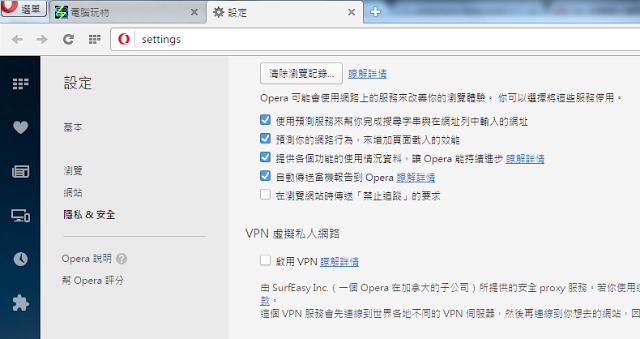 選單
電腦玩物
設定
settings
設定
基本
瀏覽
網站
隱私 & 安全
Opera 說明
幫 Opera 評分
清除瀏覽記錄... 瞭解詳情
Opera 可能會使用網路上的服務來改善你的瀏覽體驗。 你可以選擇將這些服務停用。
使用預測服務來幫你完成搜尋字串與在網址列中輸入的網址
預測你的網路行為，來增加頁面載入的效能
提供各個功能的使用情況資料，讓 Opera 能持續進步 瞭解詳情
自動傳送當機報告到 Opera 瞭解詳情
在瀏覽網站時傳送「禁止追蹤」的要求
VPN 虛擬私人網路
啟用 VPN 瞭解詳情
由 SurfEasy Inc.（一個 Opera 在加拿大的子公司）所提供的安全 proxy 服務。若你使用
款。
這個 VPN 服務會先連線到世界各地不同的 VPN 伺服器，然後再連線到你想去的網站，因